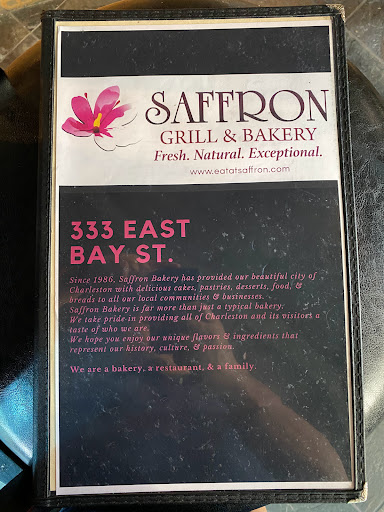 SAFFRON
GRILL & BAKERY
Fresh. Natural. Exceptional.
www.eatatsaffron.com
333 EAST
BAY ST.
Since 1986, Saffron Bakery has provided our beautiful city of
Charleston with delicious cakes, pastries, desserts, food, &
breads to all our local communities & businesses.
Saffron Bakery is far more than just a typical bakery.
We take pride in providing all of Charleston and its visitors a
taste of who we are.
We hope you enjoy our unique flavors & ingredients that
represent our history, culture, & passion.
We are a bakery, a restaurant, & a family.